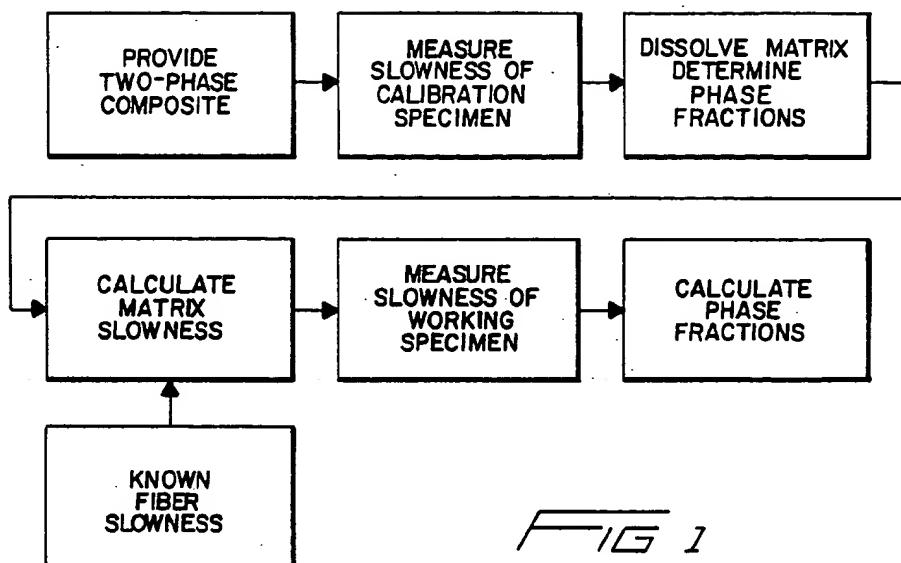 PROVIDE
TWO-PHASE
COMPOSITE
MEASURE
SLOWNESS OF
CALIBRATION
SPECIMEN
DISSOLVE MATRIX
DETERMINE
PHASE
FRACTIONS
CALCULATE
MATRIX
SLOWNESS
MEASURE
SLOWNESS OF
WORKING
SPECIMEN
CALCULATE
PHASE
FRACTIONS
KNOWN
FIBER
SLOWNESS
FIG 1